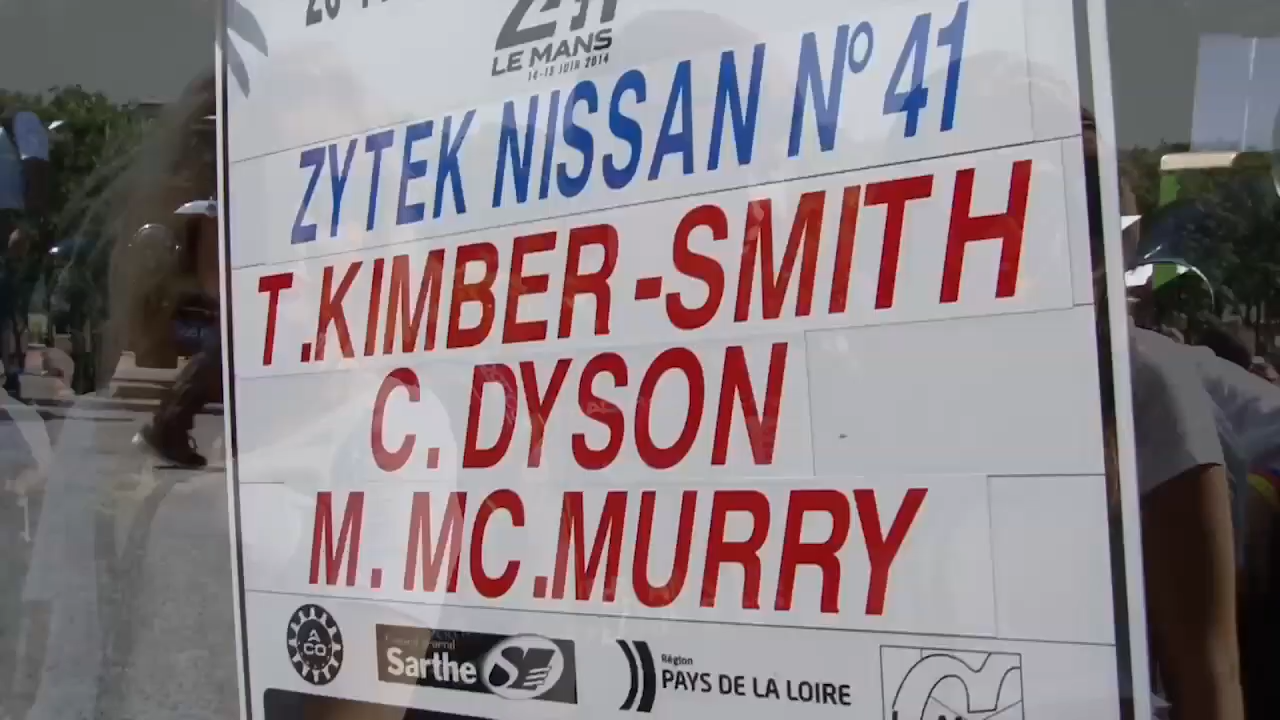 LE MANS
14-15 JUIN 2014
ZYTEK NISSAN Nº 41
T.KIMBER-SMITH
C. DYSON
M. MC.MURRY
ACO
Sarthe
Région
PAYS DE LA LOIRE